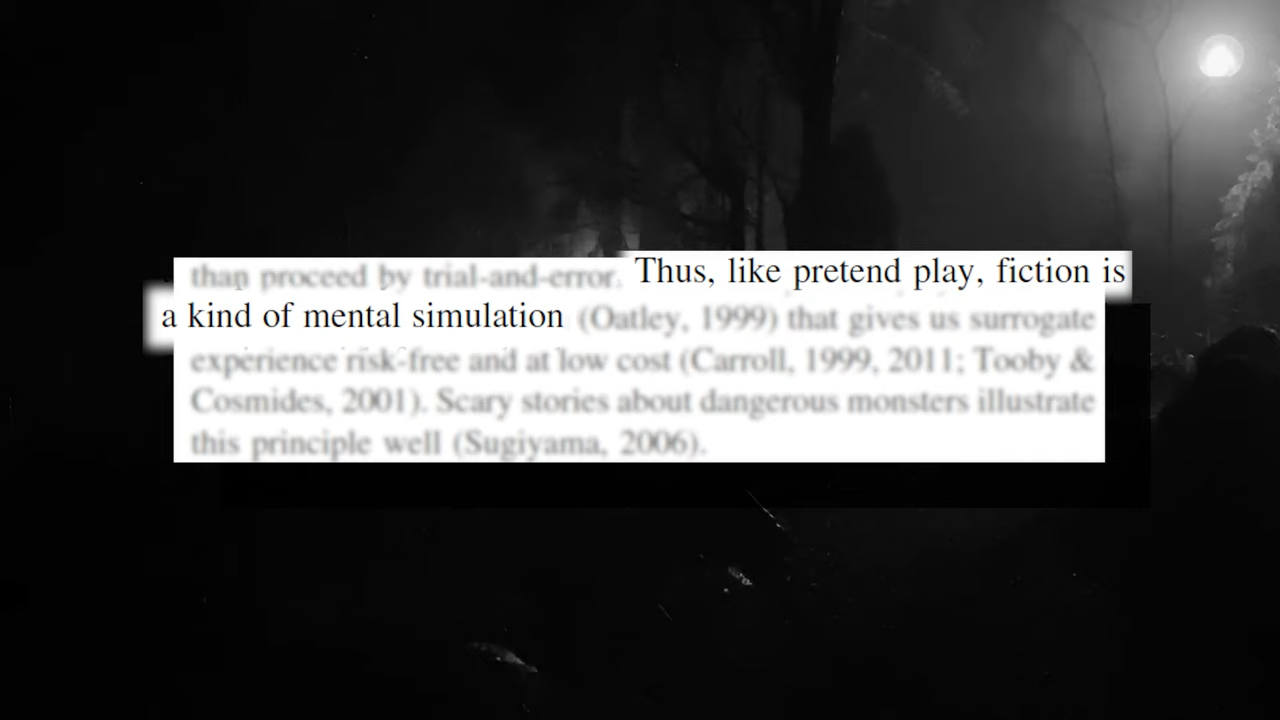 than proceed by trial-and-error. Thus, like pretend play, fiction is
a kind of mental simulation (Oatley, 1999) that gives us surrogate
experience risk-free and at low cost (Carroll, 1999, 2011; Tooby &
Cosmides, 2001). Scary stories about dangerous monsters illustrate
this principle well (Sugiyama, 2006).